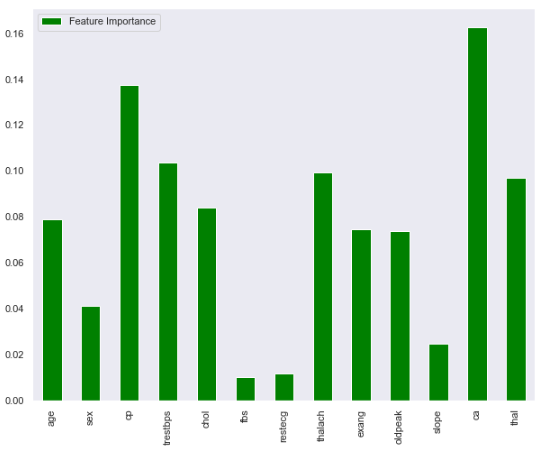 Feature Importance
0.16
0.14
0.12
0.10
0.08
0.06
0.04
0.02
0.00
age
sex
cp
trestbps
chol
fbs
restecg
thalach
exang
oldpeak
slope
ca
thal